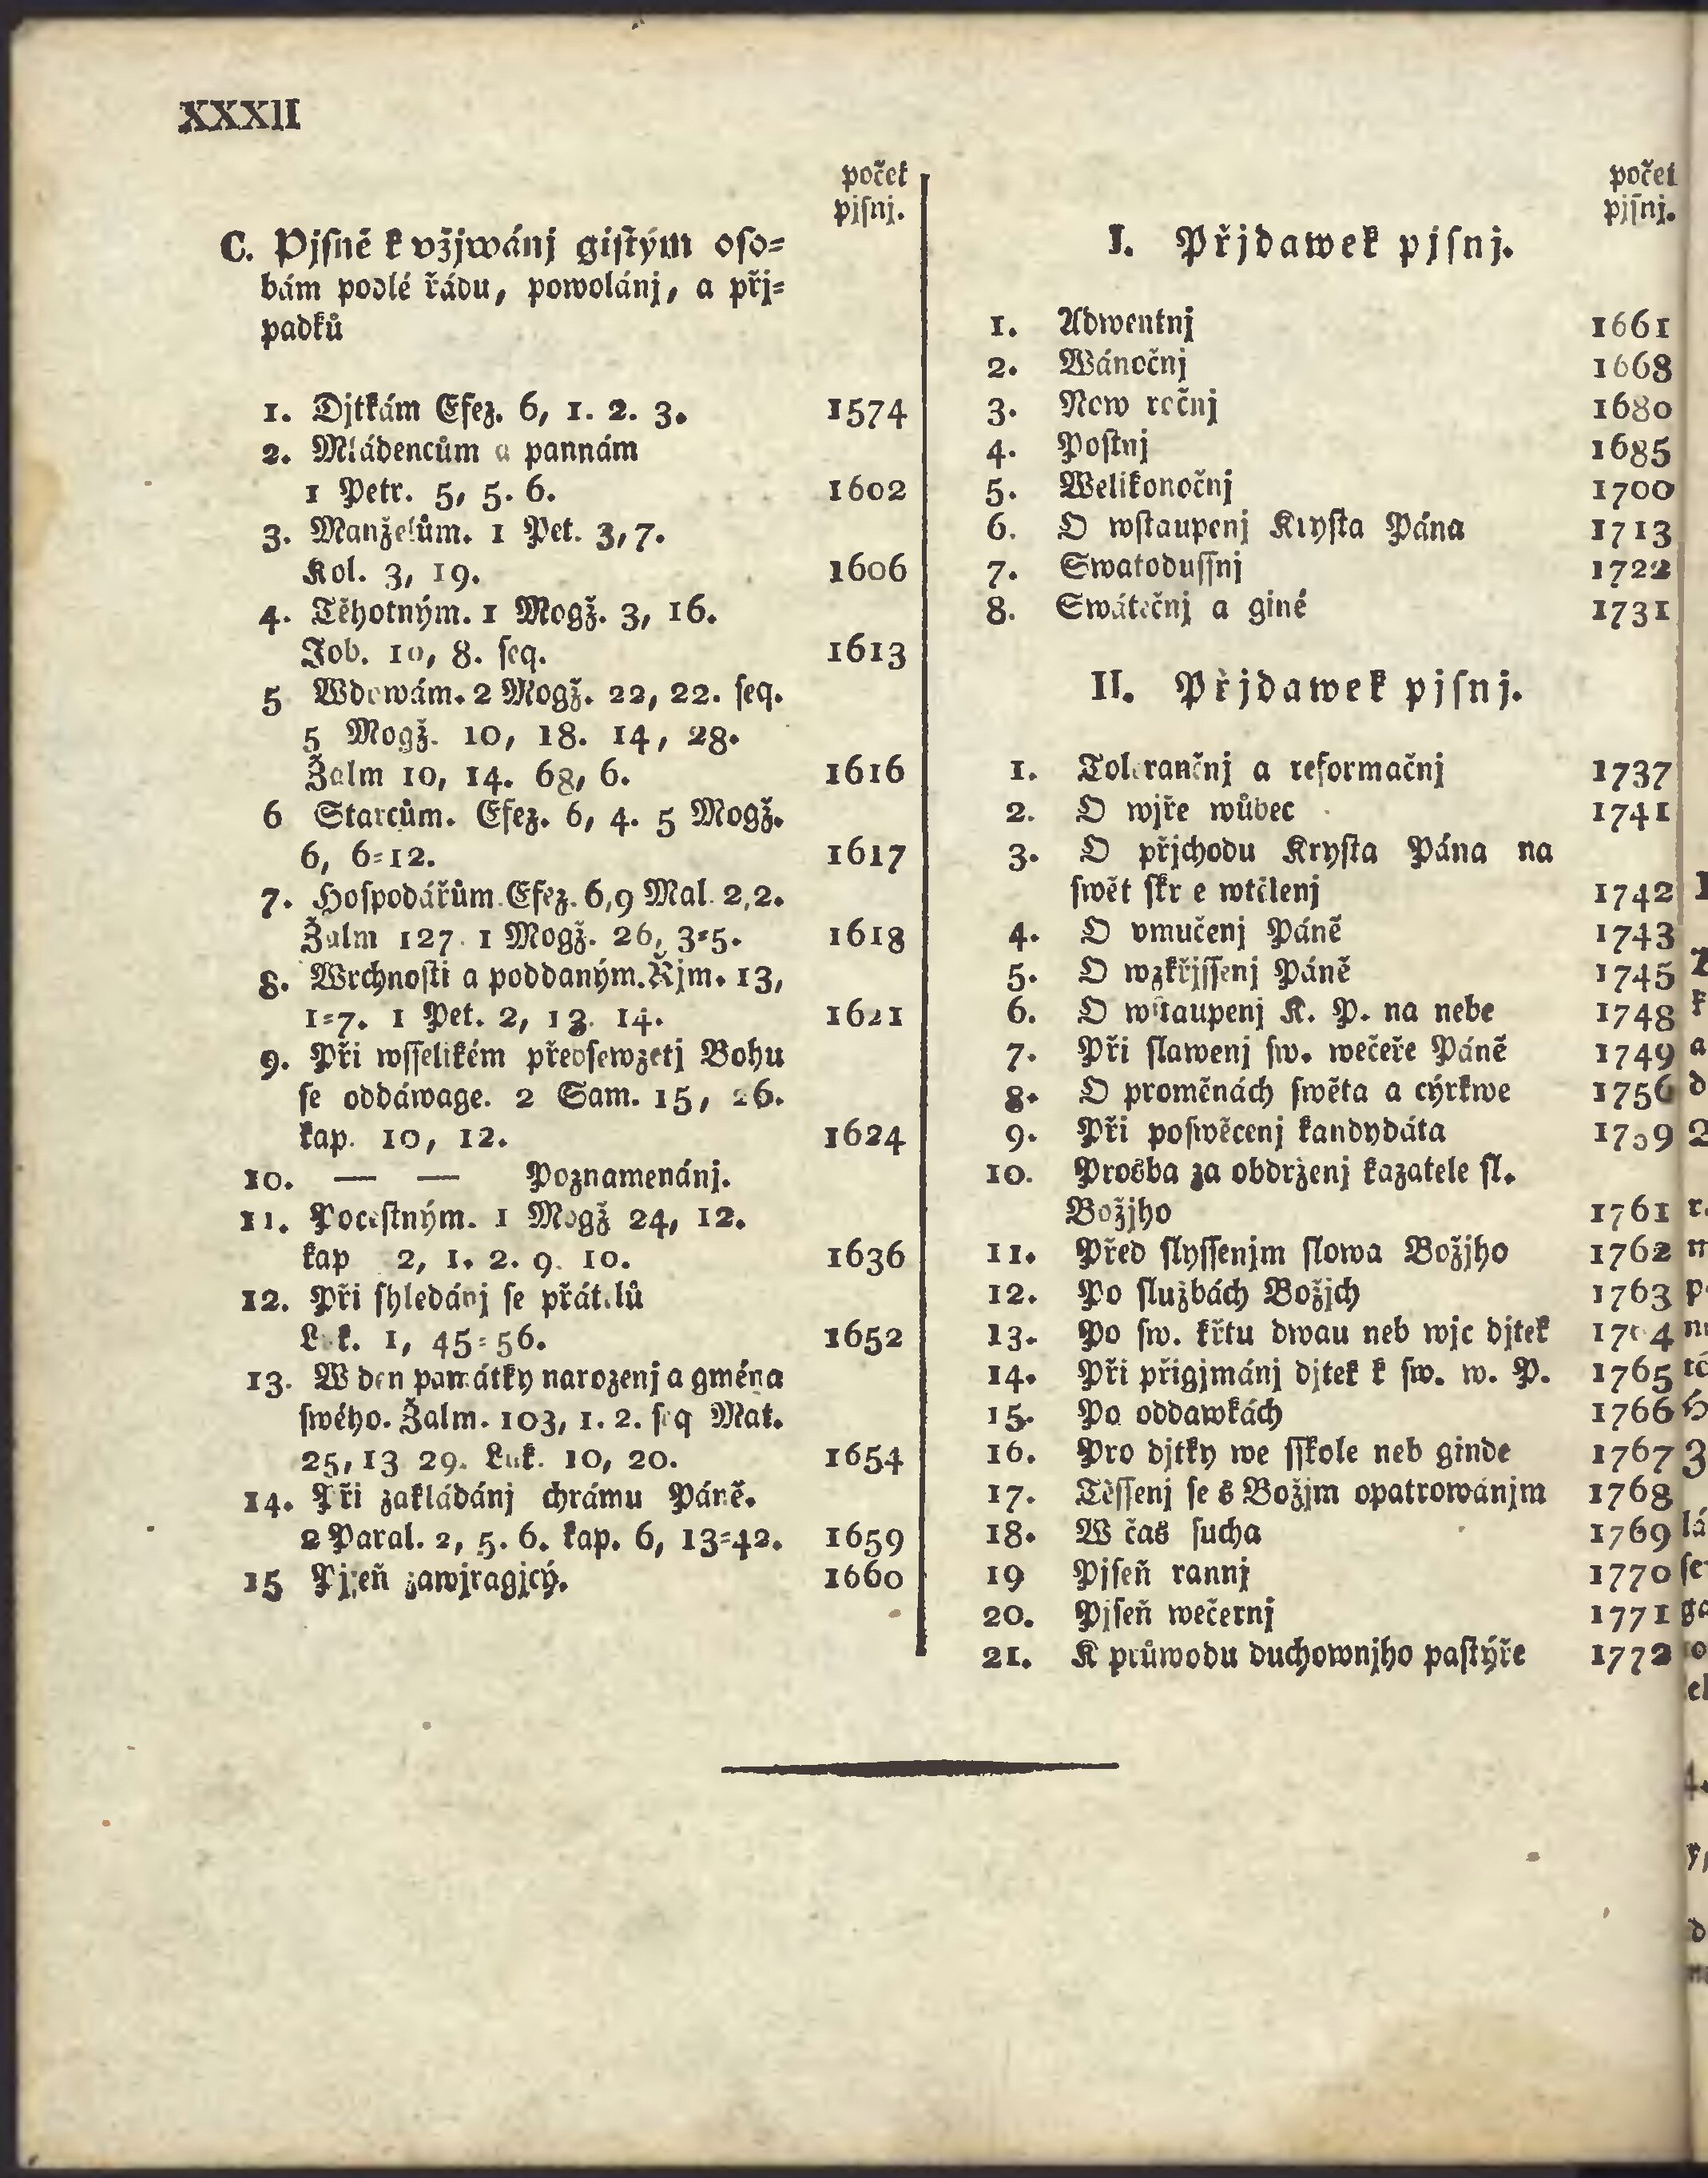 XXXII
počet
pjſnj.
C. Pjſně k vžjwánj giſtým oſo=
bám podlé řádu, powolánj, a přj=
padků
1. Djtkám Efez. 6, 1. 2. 3. 1574
2. Mládencům a pannám
1 Petr. 5, 5. 6. 1602
3. Manželům. 1 Pet. 3, 7.
Kol. 3, 19. 1606
4. Těhotným. 1 Mogž. 3, 16.
Job. 10, 8. ſeq. 1613
5 Wdowám. 2 Mogž. 22, 22. ſeq.
5 Mogž. 10, 18. 14, 28.
Žalm 10, 14. 68, 6. 1616
6 Starcům. Efez. 6, 4. 5 Mogž.
6, 6=12. 1617
7. Hoſpodářům. Efez. 6,9 Mal. 2,2.
Žalm 127. 1 Mogž. 26, 3=5. 1618
8. Wrchnoſti a poddaným. Řjm. 13,
1=7. 1 Pet. 2, 13. 14. 1621
9. Při wſſelikém předſewzetj Bohu
ſe oddáwage. 2 Sam. 15, 26.
kap. 10, 12. 1624
10. — — Poznamenánj.
11. Poceſtným. 1 Mogž 24, 12.
kap 2, 1. 2. 9. 10. 1636
12. Při ſhledánj ſe přátelů
Luk. 1, 45=56. 1652
13. W den památky narozenj a gména
ſwého. Žalm. 103, 1. 2. ſeq Mat.
25, 13 29. Luk. 10, 20. 1654
14. Při zakládánj chrámu Páně.
2 Paral. 2, 5. 6. kap. 6, 13=42. 1659
15 Pjſeň zawjragjcý. 1660
počet
pjſnj.
I. Přjdawek pjſnj.
1. Adwentnj 1661
2. Wánočnj 1668
3. Now ročnj 1680
4. Poſtnj 1685
5. Welikonočnj 1700
6. O wſtaupenj Kryſta Pána 1713
7. Swatoduſſnj 1722
8. Swátečnj a giné 1731
II. Přjdawek pjſnj.
1. Tolerančnj a reformačnj 1737
2. O wjře wůbec 1741
3. O přjchodu Kryſta Pána na
ſwět ſkr e wtělenj 1742
4. O vmučenj Páně 1743
5. O wzkřjſſenj Páně 1745
6. O wſtaupenj K. P. na nebe 1748
7. Při ſlawenj ſw. wečeře Páně 1749
8. O proměnách ſwěta a cýrkwe 1756
9. Při poſwěcenj kandydáta 1759
10. Prosba za obdrženj kazatele ſl.
Božjho 1761
11. Před ſlyſſenjm ſlowa Božjho 1762
12. Po ſlužbách Božjch 1763
13. Po ſw. křtu dwau neb wjc djtek 1764
14. Při přigjmánj djtek k ſw. w. P. 1765
15. Po oddawkách 1766
16. Pro djtky we ſſkole neb ginde 1767
17. Těſſenj ſe s Božjm opatrowánjm 1768
18. W čas ſucha 1769
19 Pjſeň rannj 1770
20. Pjſeň wečernj 1771
21. K průwodu duchownjho paſtýře 1772